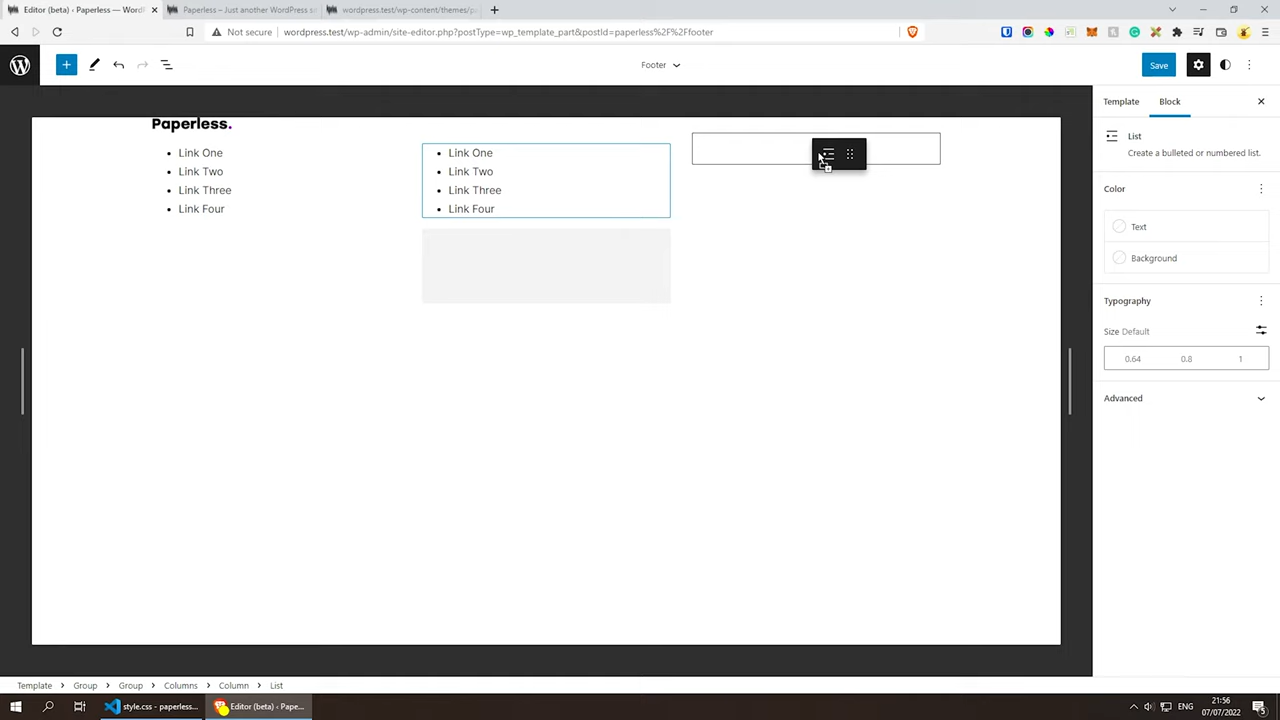 Editor (beta) ‹ Paperless — WordP
Paperless – Just another WordPress si
wordpress.test/wp-content/themes/pa
Not secure
wordpress.test/wp-admin/site-editor.php?postType=wp_template_part&postId=paperless%2F%2Ffooter
Footer
Save
Template
Block
Paperless.
Link One
Link Two
Link Three
Link Four
Link One
Link Two
Link Three
Link Four
List
Create a bulleted or numbered list.
Color
Text
Background
Typography
Size Default
0.64 0.8 1
Advanced
Template > Group > Group > Columns > Column > List
style.css - paperless...
Editor (beta) ‹ Pape...
ENG
21:56
07/07/2022
5